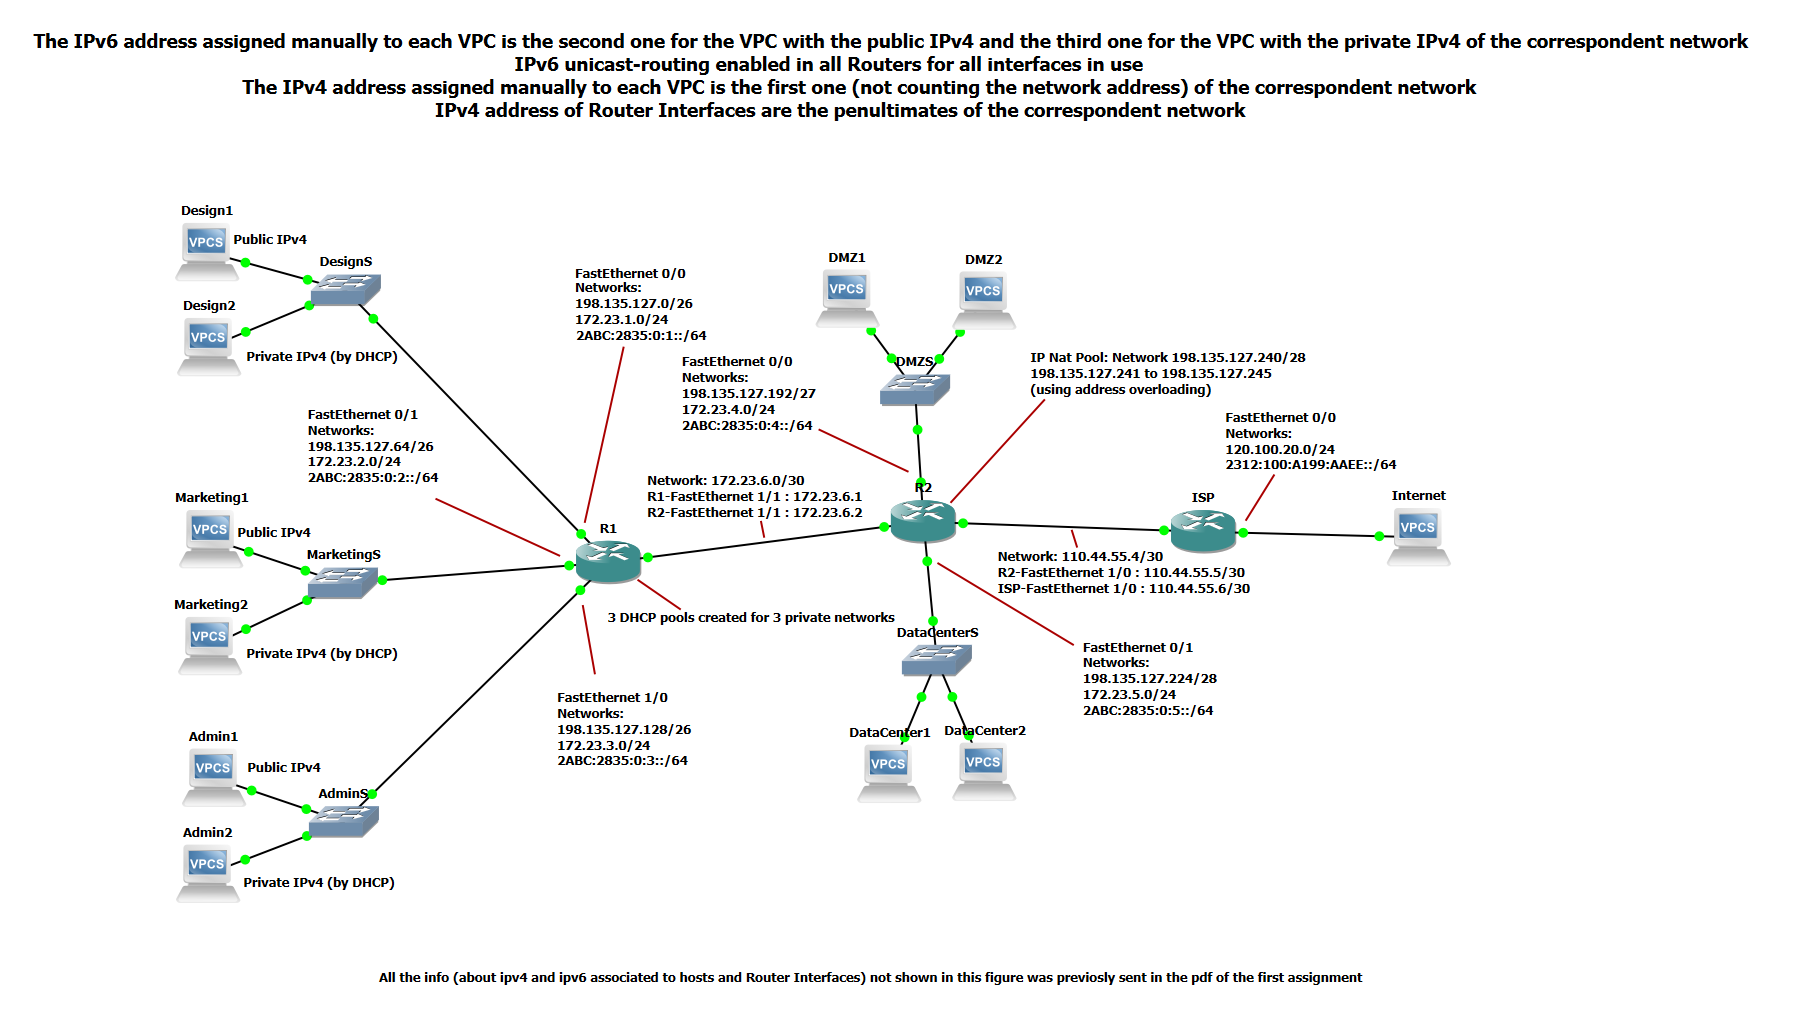 The IPv6 address assigned manually to each VPC is the second one for the VPC with the public IPv4 and the third one for the VPC with the private IPv4 of the correspondent network
IPv6 unicast-routing enabled in all Routers for all interfaces in use
The IPv4 address assigned manually to each VPC is the first one (not counting the network address) of the correspondent network
IPv4 address of Router Interfaces are the penultimates of the correspondent network
Design1
VPCS
Public IPv4
DesignS
Design2
VPCS
Private IPv4 (by DHCP)
FastEthernet 0/0
Networks:
198.135.127.0/26
172.23.1.0/24
2ABC:2835:0:1::/64
DMZ1
VPCS
DMZ2
VPCS
DMZS
FastEthernet 0/0
Networks:
198.135.127.192/27
172.23.4.0/24
2ABC:2835:0:4::/64
IP Nat Pool: Network 198.135.127.240/28
198.135.127.241 to 198.135.127.245
(using address overloading)
FastEthernet 0/1
Networks:
198.135.127.64/26
172.23.2.0/24
2ABC:2835:0:2::/64
FastEthernet 0/0
Networks:
120.100.20.0/24
2312:100:A199:AAEE::/64
Marketing1
VPCS
Public IPv4
MarketingS
Marketing2
VPCS
Private IPv4 (by DHCP)
R1
Network: 172.23.6.0/30
R1-FastEthernet 1/1 : 172.23.6.1
R2-FastEthernet 1/1 : 172.23.6.2
R2
ISP
Internet
VPCS
Network: 110.44.55.4/30
R2-FastEthernet 1/0 : 110.44.55.5/30
ISP-FastEthernet 1/0 : 110.44.55.6/30
3 DHCP pools created for 3 private networks
DataCenterS
FastEthernet 0/1
Networks:
198.135.127.224/28
172.23.5.0/24
2ABC:2835:0:5::/64
FastEthernet 1/0
Networks:
198.135.127.128/26
172.23.3.0/24
2ABC:2835:0:3::/64
DataCenter1
VPCS
DataCenter2
VPCS
Admin1
VPCS
Public IPv4
AdminS
Admin2
VPCS
Private IPv4 (by DHCP)
All the info (about ipv4 and ipv6 associated to hosts and Router Interfaces) not shown in this figure was previosly sent in the pdf of the first assignment